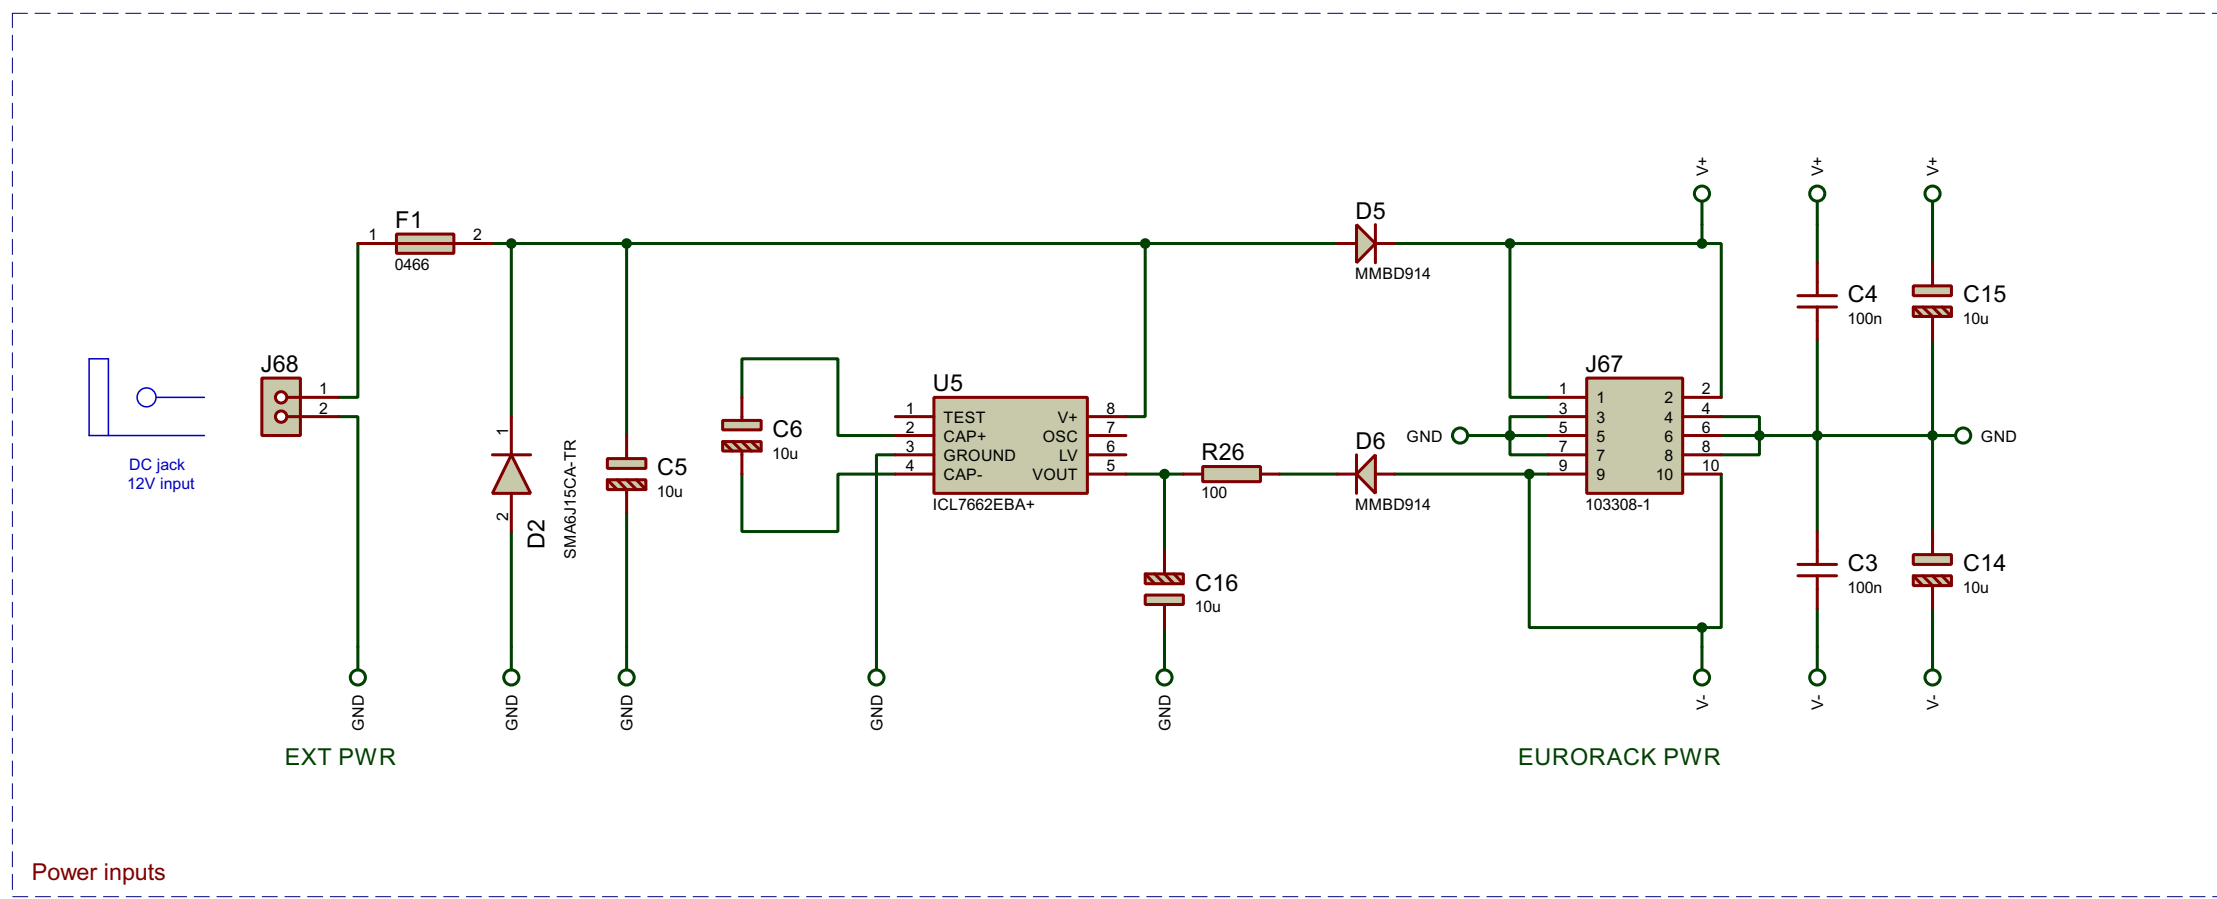 DC jack
12V input
J68
1
2
EXT PWR
GND
F1
1
2
0466
1
2
D2
SMA6J15CA-TR
GND
C5
10u
GND
C6
10u
U5
1
2
3
4
TEST
CAP+
GROUND
CAP-
V+
OSC
LV
VOUT
8
7
6
5
ICL7662EBA+
GND
C16
10u
GND
R26
100
D5
MMBD914
D6
MMBD914
GND
J67
1
3
5
7
9
1
3
5
7
9
2
4
6
8
10
2
4
6
8
10
103308-1
V+
V-
EURORACK PWR
V+
C4
100n
C3
100n
V-
V+
C15
10u
GND
C14
10u
V-
Power inputs